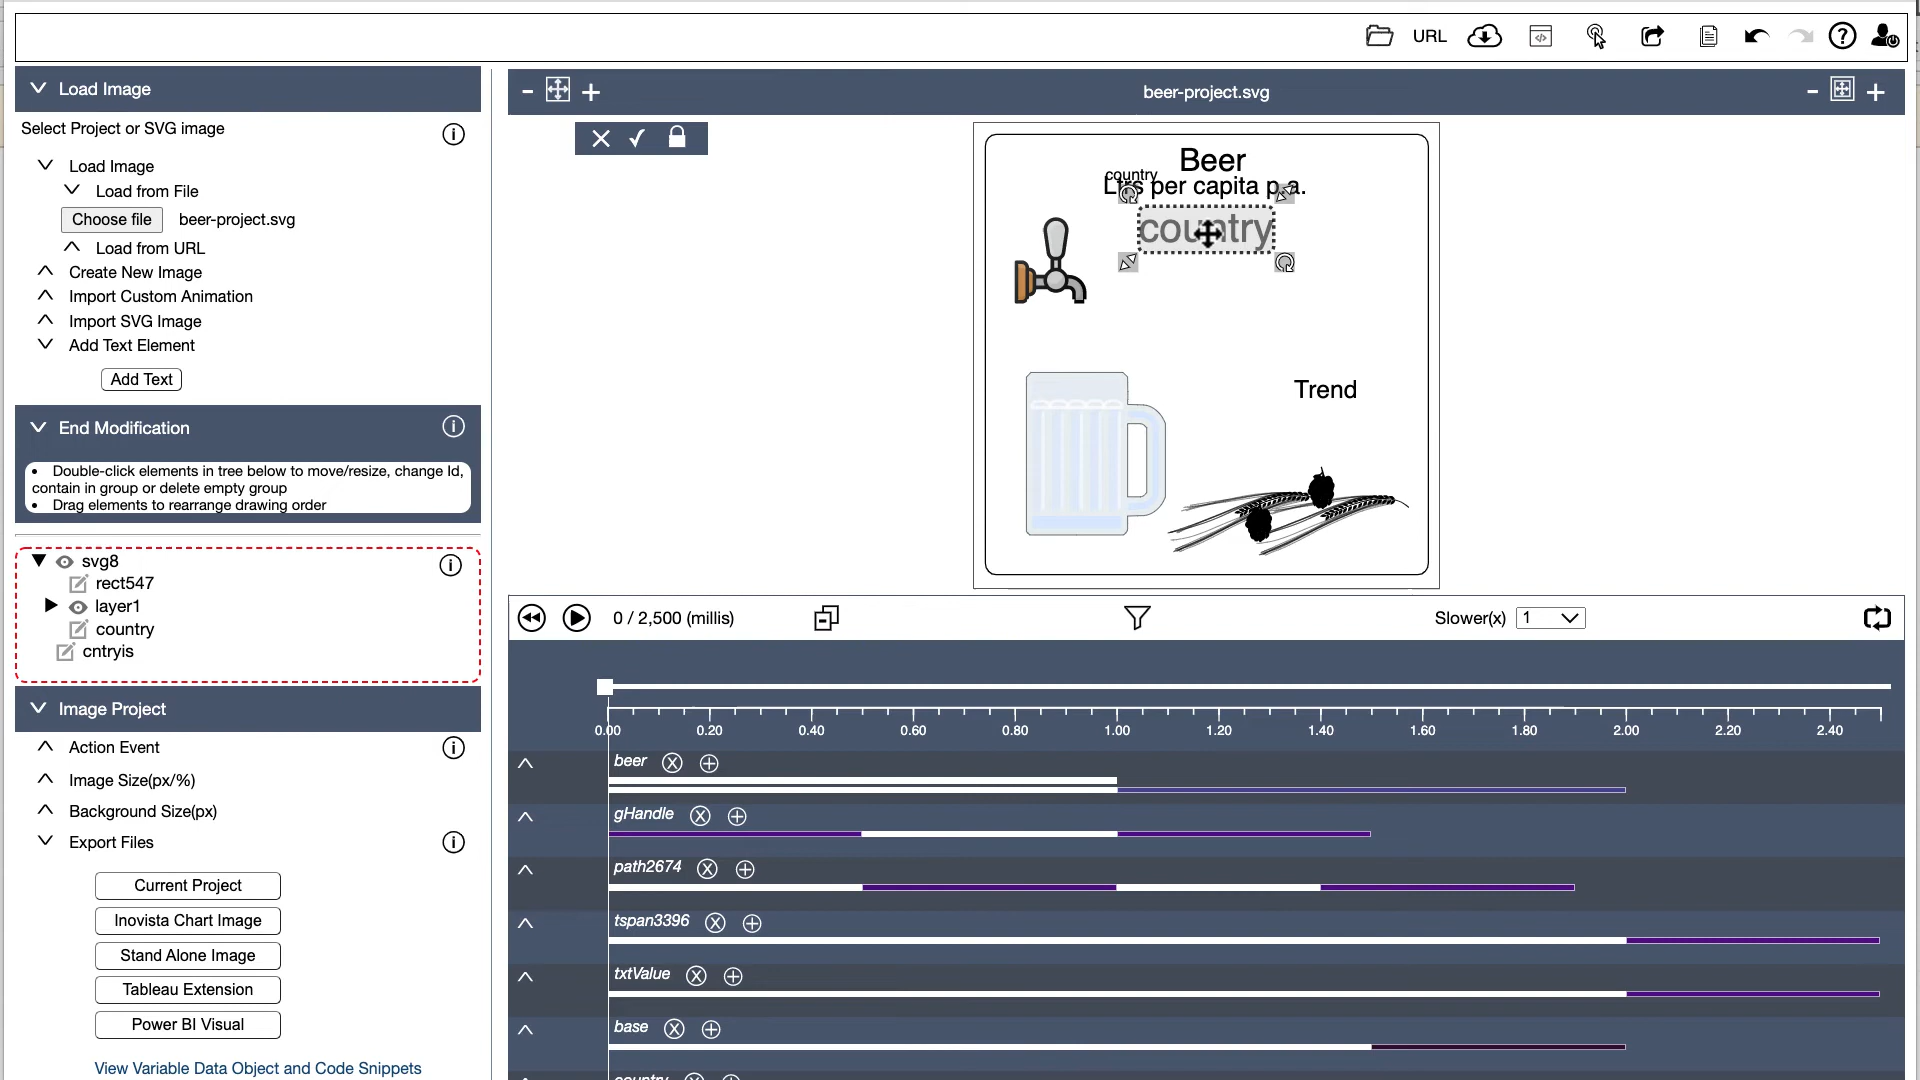 URL
Load Image
Select Project or SVG image
Load Image
Load from File
Choose file beer-project.svg
Load from URL
Create New Image
Import Custom Animation
Import SVG Image
Add Text Element
Add Text
End Modification
• Double-click elements in tree below to move/resize, change Id,
contain in group or delete empty group
• Drag elements to rearrange drawing order
svg8
rect547
layer1
country
cntryis
Image Project
Action Event
Image Size(px/%)
Background Size(px)
Export Files
Current Project
Inovista Chart Image
Stand Alone Image
Tableau Extension
Power BI Visual
View Variable Data Object and Code Snippets
beer-project.svg
Beer
country
Ltrs per capita p.a.
country
Trend
0 / 2,500 (millis)
Slower(x) 1
0.00 0.20 0.40 0.60 0.80 1.00 1.20 1.40 1.60 1.80 2.00 2.20 2.40
beer
gHandle
path2674
tspan3396
txtValue
base
country